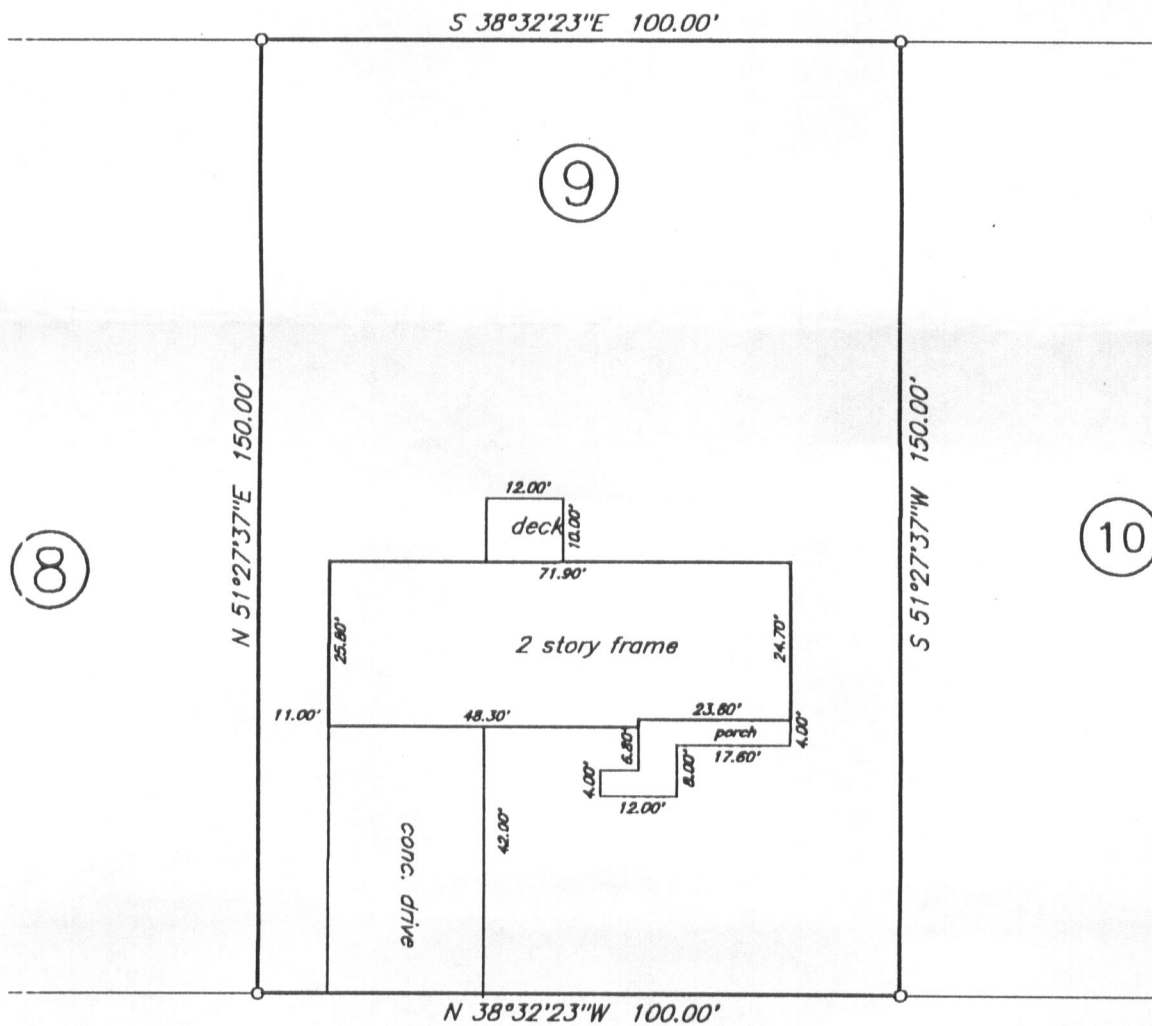 S 38°32'23"E 100.00'
9
N 51°27'37"E 150.00'
S 51°27'37"W 150.00'
8
10
12.00'
deck
10.00'
71.90'
25.80'
2 story frame
24.70'
11.00'
48.30'
23.60'
porch
4.00'
17.60'
6.80'
8.00'
4.00'
12.00'
42.00'
conc. drive
N 38°32'23"W 100.00'